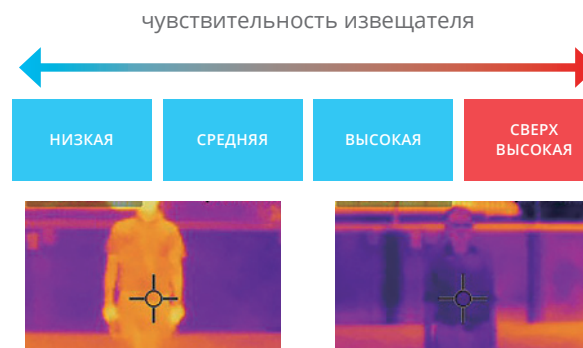 чувствительность извещателя
НИЗКАЯ
СРЕДНЯЯ
ВЫСОКАЯ
СВЕРХ
ВЫСОКАЯ